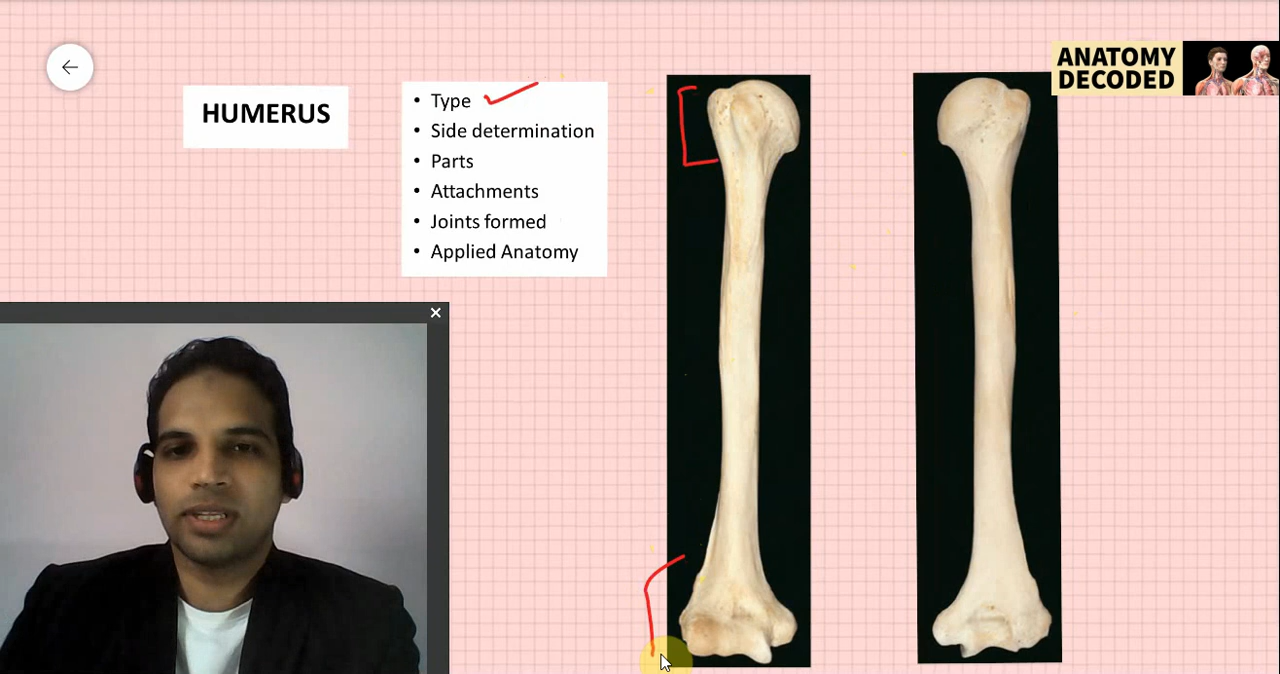 HUMERUS
• Type
• Side determination
• Parts
• Attachments
• Joints formed
• Applied Anatomy
ANATOMY
DECODED